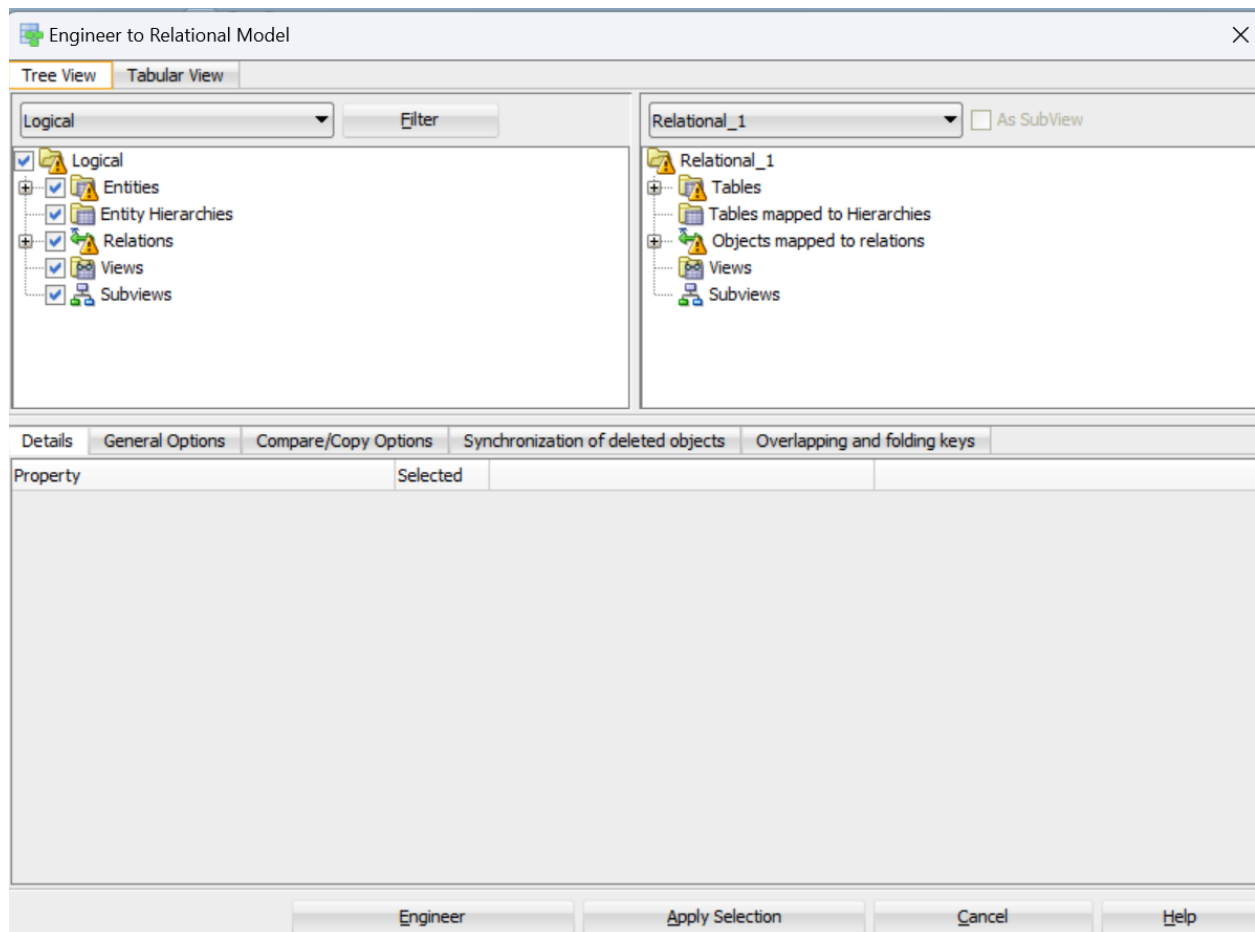 Engineer to Relational Model
Tree View Tabular View
Logical Filter Relational_1 As SubView
Logical Relational_1
Entities Tables
Entity Hierarchies Tables mapped to Hierarchies
Relations Objects mapped to relations
Views Views
Subviews Subviews
Details General Options Compare/Copy Options Synchronization of deleted objects Overlapping and folding keys
Property Selected
Engineer Apply Selection Cancel Help